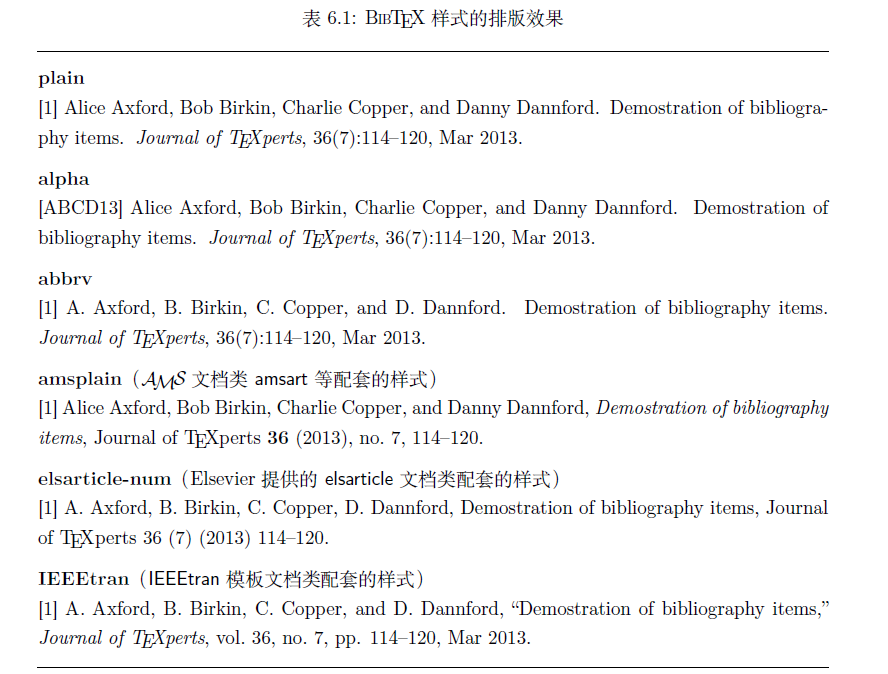 表 6.1: BIBTEX 样式的排版效果
plain
[1] Alice Axford, Bob Birkin, Charlie Copper, and Danny Dannford. Demostration of bibliogra-
phy items. Journal of TEXperts, 36(7):114–120, Mar 2013.
alpha
[ABCD13] Alice Axford, Bob Birkin, Charlie Copper, and Danny Dannford. Demostration of
bibliography items. Journal of TEXperts, 36(7):114–120, Mar 2013.
abbrv
[1] A. Axford, B. Birkin, C. Copper, and D. Dannford. Demostration of bibliography items.
Journal of TEXperts, 36(7):114–120, Mar 2013.
amsplain（AMS 文档类 amsart 等配套的样式）
[1] Alice Axford, Bob Birkin, Charlie Copper, and Danny Dannford, Demostration of bibliography
items, Journal of TEXperts 36 (2013), no. 7, 114–120.
elsarticle-num（Elsevier 提供的 elsarticle 文档类配套的样式）
[1] A. Axford, B. Birkin, C. Copper, D. Dannford, Demostration of bibliography items, Journal
of TEXperts 36 (7) (2013) 114–120.
IEEEtran（IEEEtran 模板文档类配套的样式）
[1] A. Axford, B. Birkin, C. Copper, and D. Dannford, “Demostration of bibliography items,”
Journal of TEXperts, vol. 36, no. 7, pp. 114–120, Mar 2013.